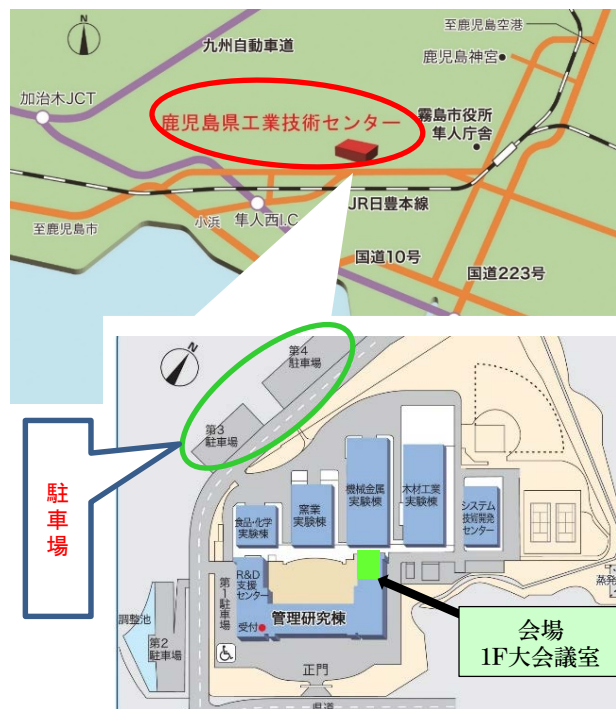 至鹿児島空港
N
九州自動車道
鹿児島神宮
加治木JCT
鹿児島県工業技術センター
霧島市役所
隼人庁舎
JR日豊本線
小浜
隼人西I.C
至鹿児島市
国道10号
国道223号
N
第4
駐車場
第3
駐車場
駐車場
機械金属
実験棟
木材工業
実験棟
窯業
実験棟
システム
技術開発
センター
食品・化学
実験棟
R&D
支援
センター
第1駐車場
蒸発
管理研究棟
受付
調整池
第2
駐車場
会場
1F大会議室
正門
県道